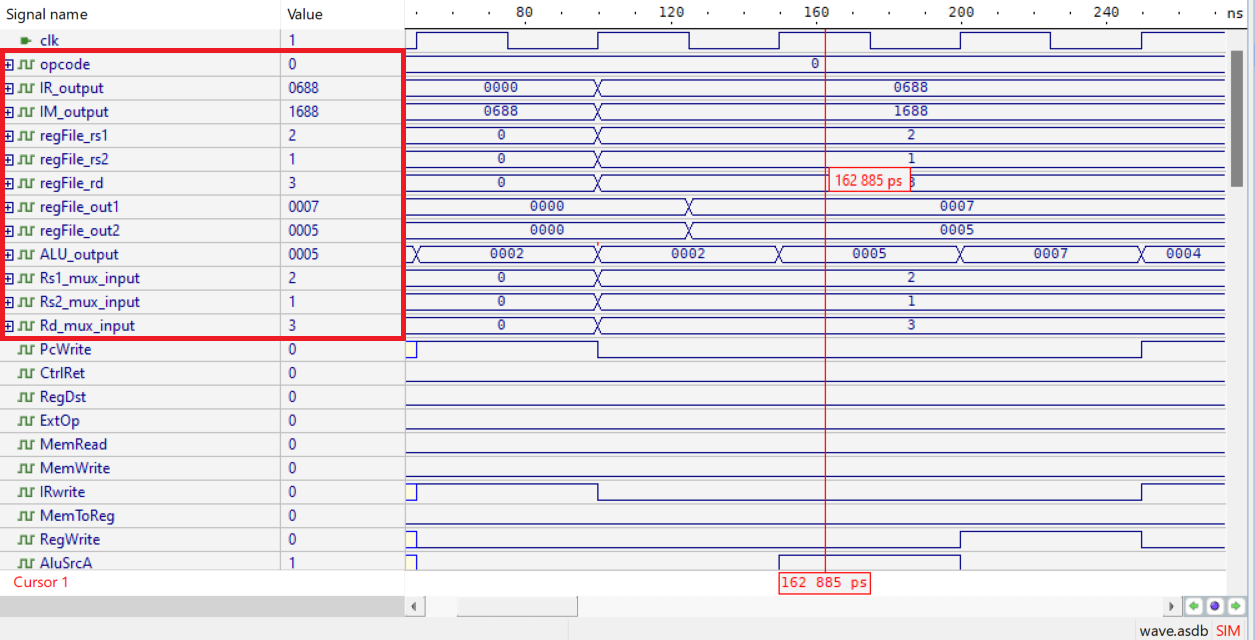 Signal name Value 80 120 160 200 240 ns
clk 1
opcode 0 0
IR_output 0688 0000 0688
IM_output 1688 0688 1688
regFile_rs1 2 0 2
regFile_rs2 1 0 1
regFile_rd 3 0 162 885 ps 3
regFile_out1 0007 0000 0007
regFile_out2 0005 0000 0005
ALU_output 0005 0002 0002 0005 0007 0004
Rs1_mux_input 2 0 2
Rs2_mux_input 1 0 1
Rd_mux_input 3 0 3
PcWrite 0
CtrlRet 0
RegDst 0
ExtOp 0
MemRead 0
MemWrite 0
IRwrite 0
MemToReg 0
RegWrite 0
AluSrcA 1
Cursor 1 162 885 ps
wave.asdb SIM